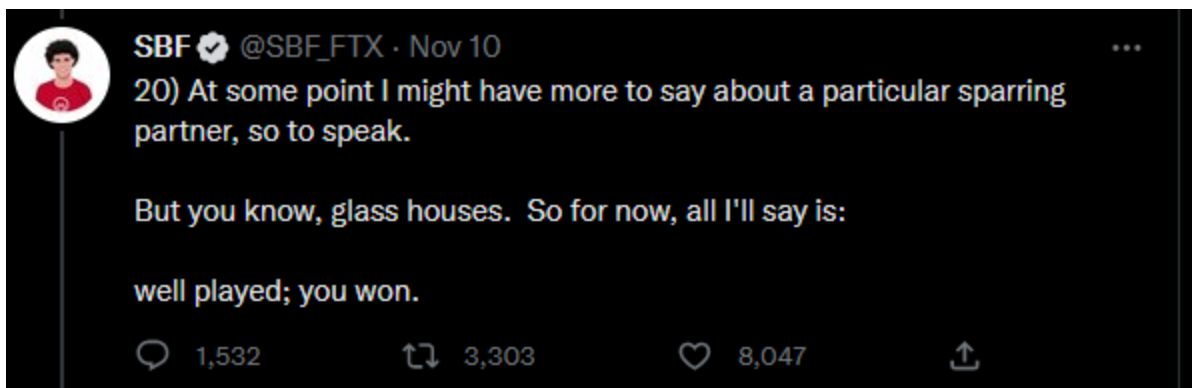 SBF @SBF_FTX · Nov 10
20) At some point I might have more to say about a particular sparring
partner, so to speak.
But you know, glass houses.  So for now, all I'll say is:
well played; you won.
1,532 3,303 8,047